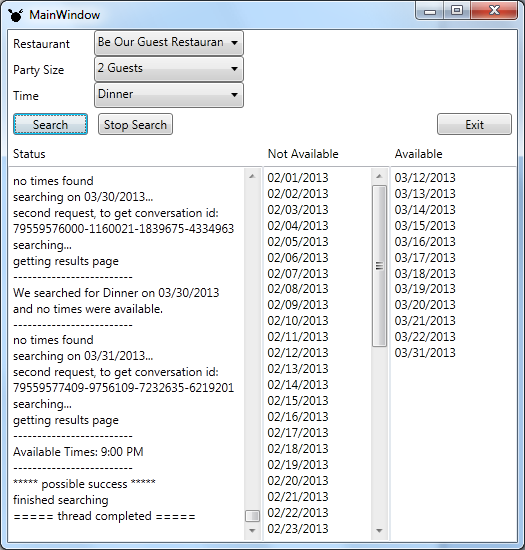 MainWindow
Restaurant Be Our Guest Restauran
Party Size 2 Guests
Time Dinner
Search Stop Search Exit
Status Not Available Available
no times found
searching on 03/30/2013...
second request, to get conversation id:
79559576000-1160021-1839675-4334963
searching...
getting results page
-------------------------
We searched for Dinner on 03/30/2013
and no times were available.
-------------------------
no times found
searching on 03/31/2013...
second request, to get conversation id:
79559577409-9756109-7232635-6219201
searching...
getting results page
-------------------------
Available Times: 9:00 PM
-------------------------
***** possible success *****
finished searching
===== thread completed =====
02/01/2013
02/02/2013
02/03/2013
02/04/2013
02/05/2013
02/06/2013
02/07/2013
02/08/2013
02/09/2013
02/10/2013
02/11/2013
02/12/2013
02/13/2013
02/14/2013
02/15/2013
02/16/2013
02/17/2013
02/18/2013
02/19/2013
02/20/2013
02/21/2013
02/22/2013
02/23/2013
03/12/2013
03/13/2013
03/14/2013
03/15/2013
03/16/2013
03/17/2013
03/18/2013
03/19/2013
03/20/2013
03/21/2013
03/22/2013
03/31/2013